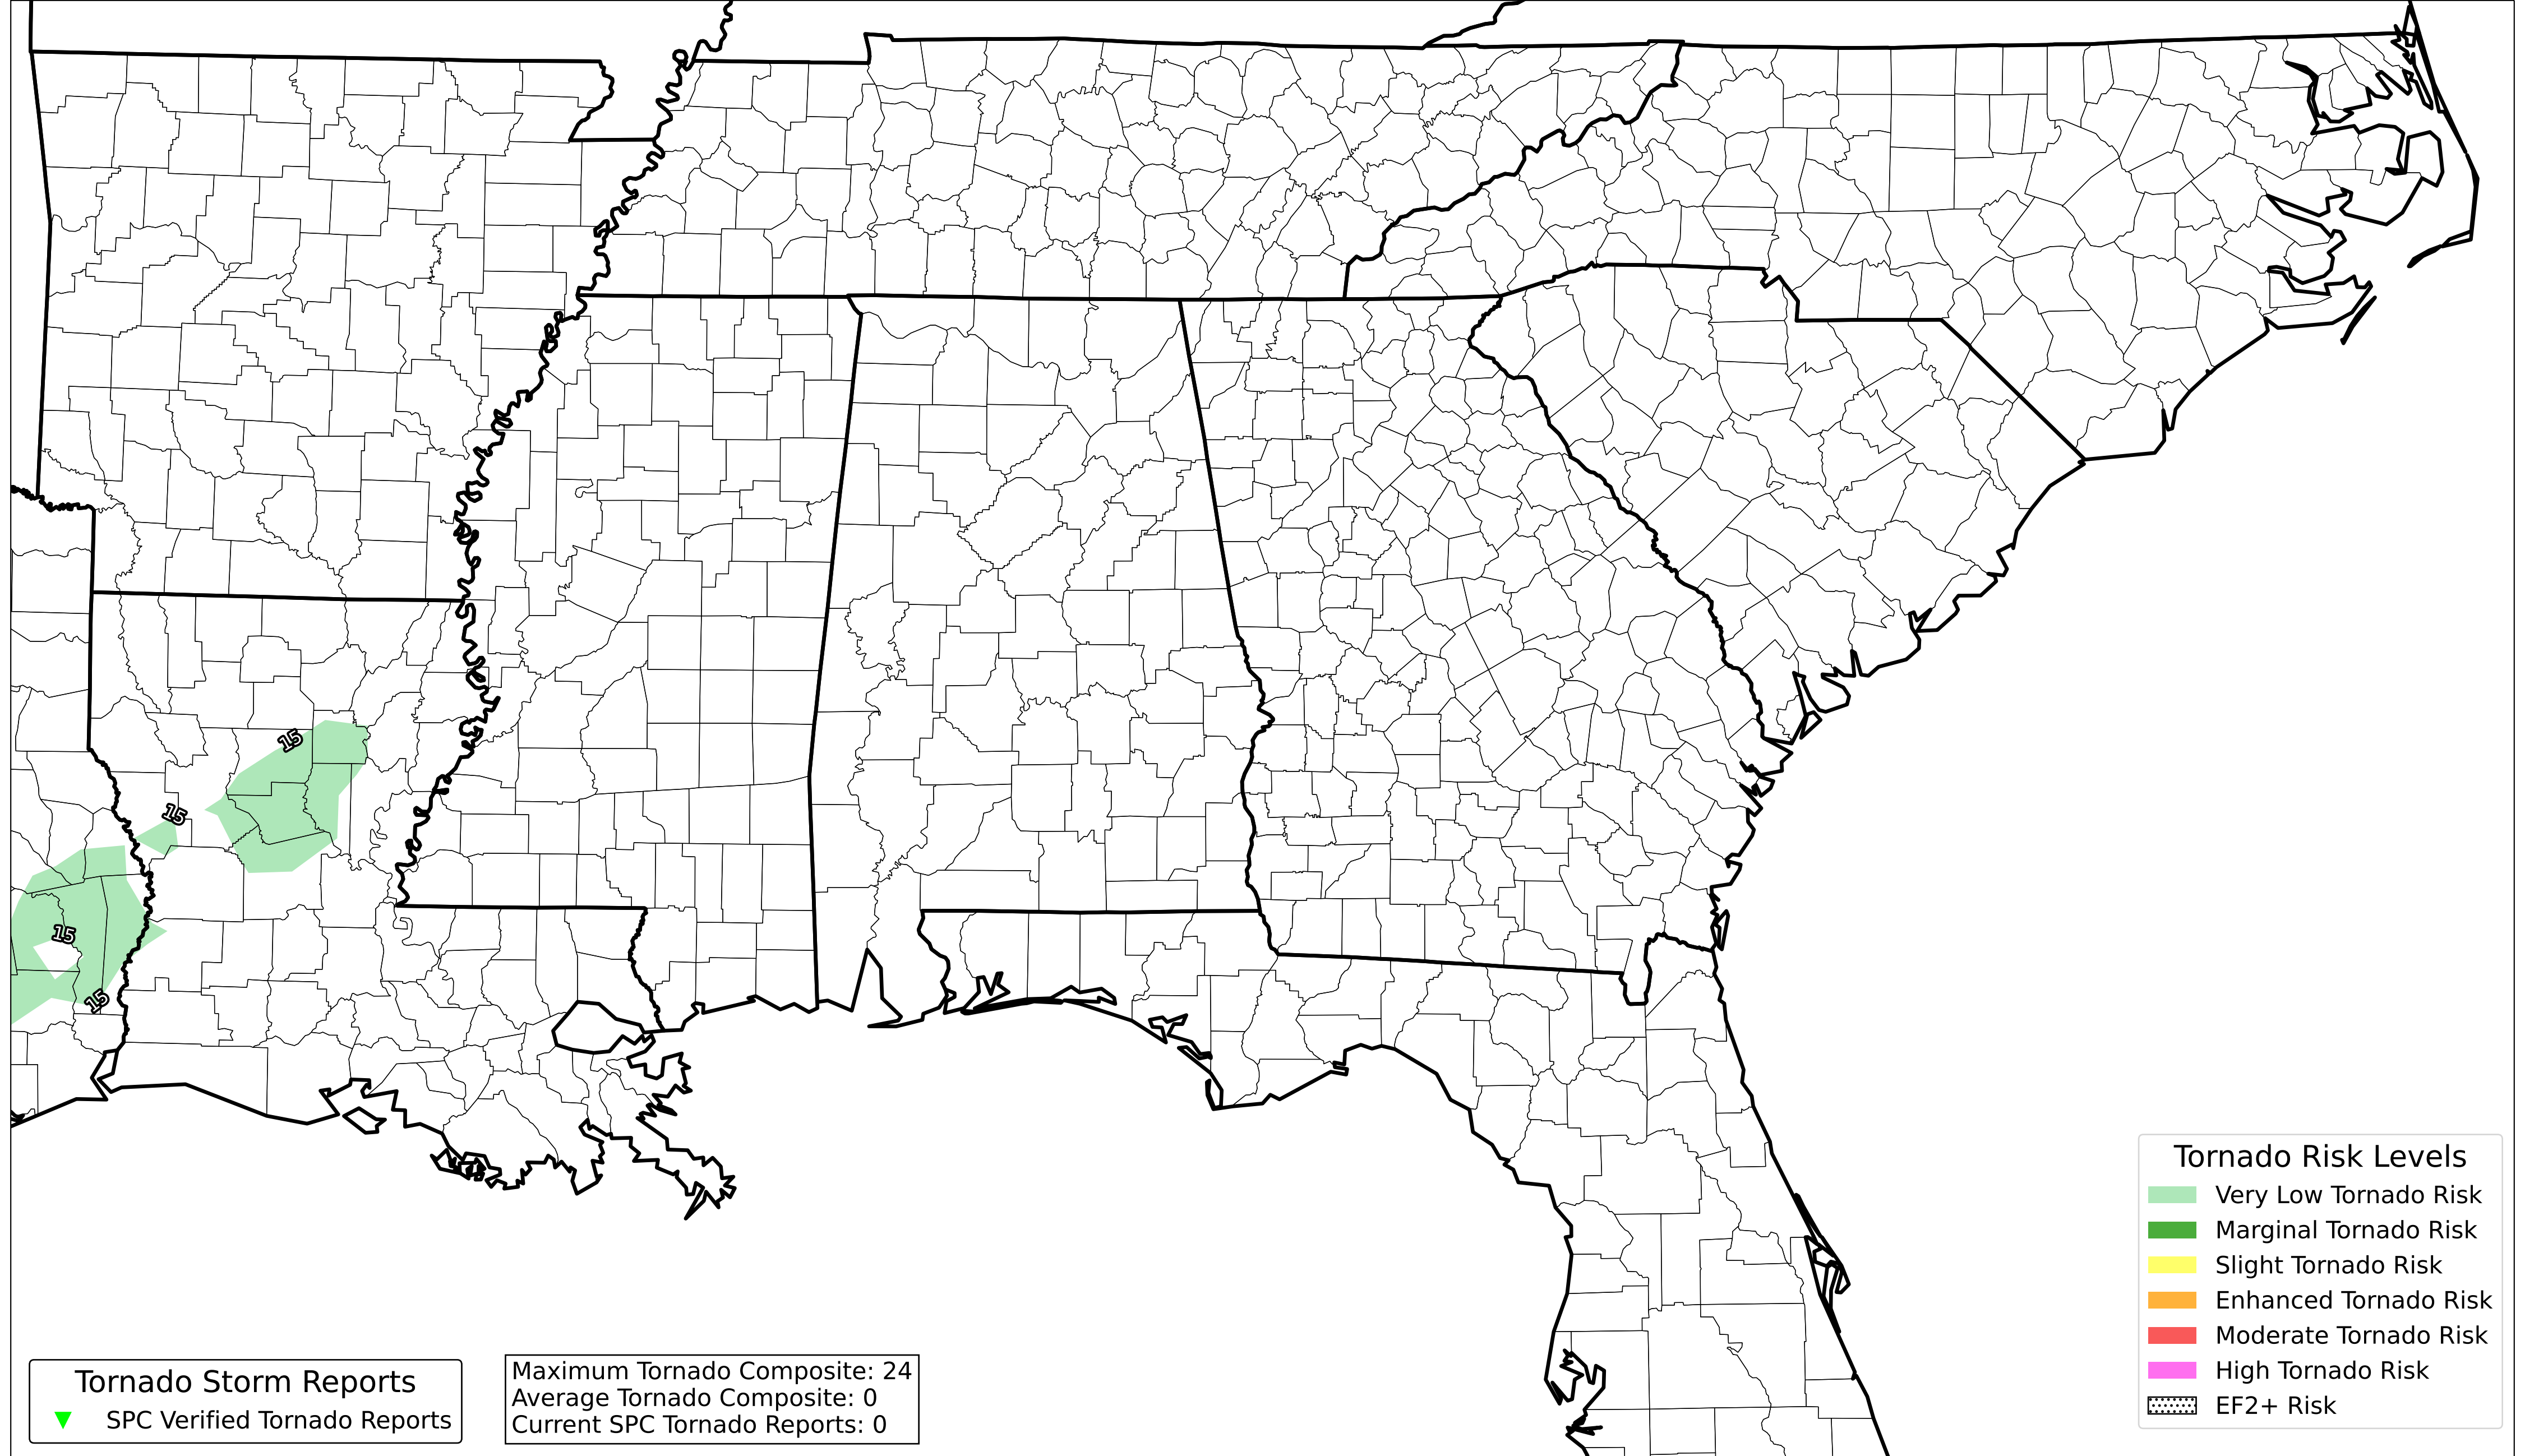 15
15
15
15
Tornado Storm Reports
SPC Verified Tornado Reports
Maximum Tornado Composite: 24
Average Tornado Composite: 0
Current SPC Tornado Reports: 0
Tornado Risk Levels
Very Low Tornado Risk
Marginal Tornado Risk
Slight Tornado Risk
Enhanced Tornado Risk
Moderate Tornado Risk
High Tornado Risk
EF2+ Risk